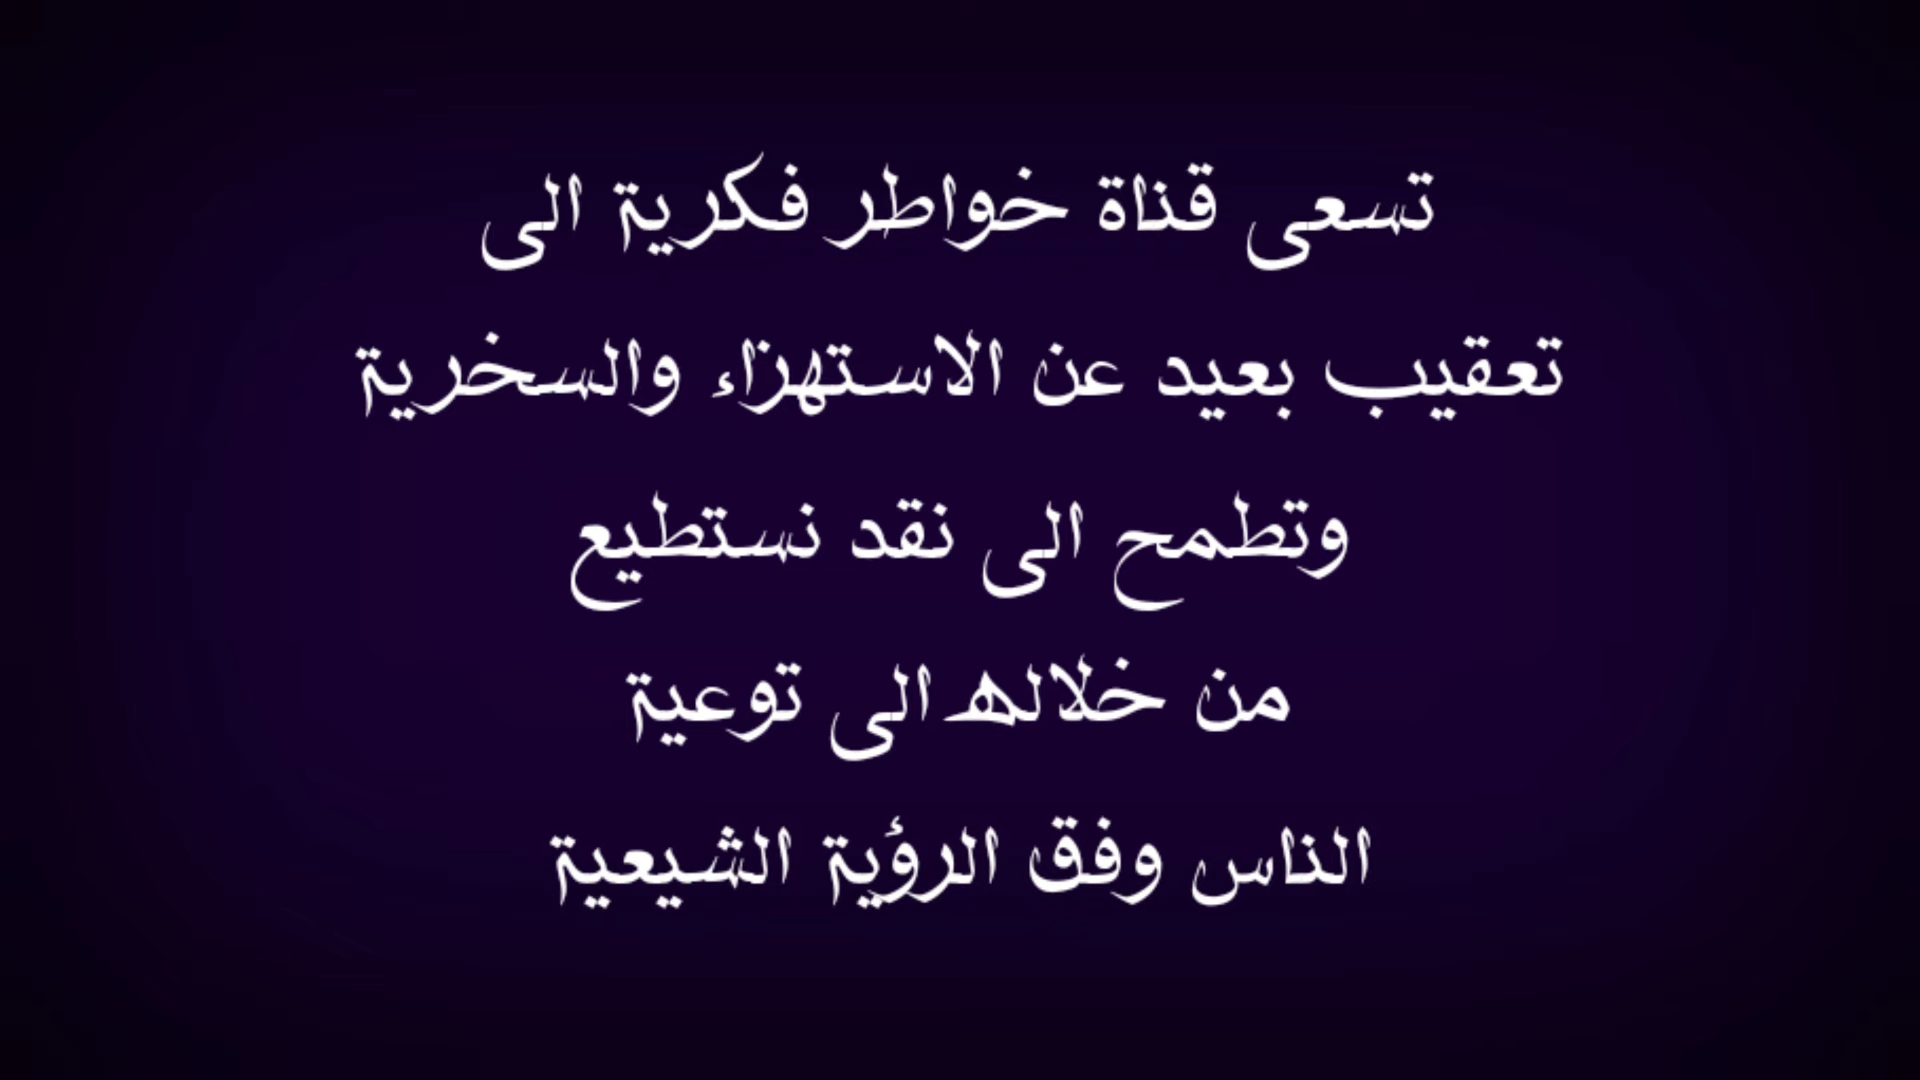 تسعى قناة خواطر فكرية الى
تعقيب بعيد عن الاستهزاء والسخرية
وتطمح الى نقد نستطيع
من خلاله الى توعية
الناس وفق الرؤية الشيعية